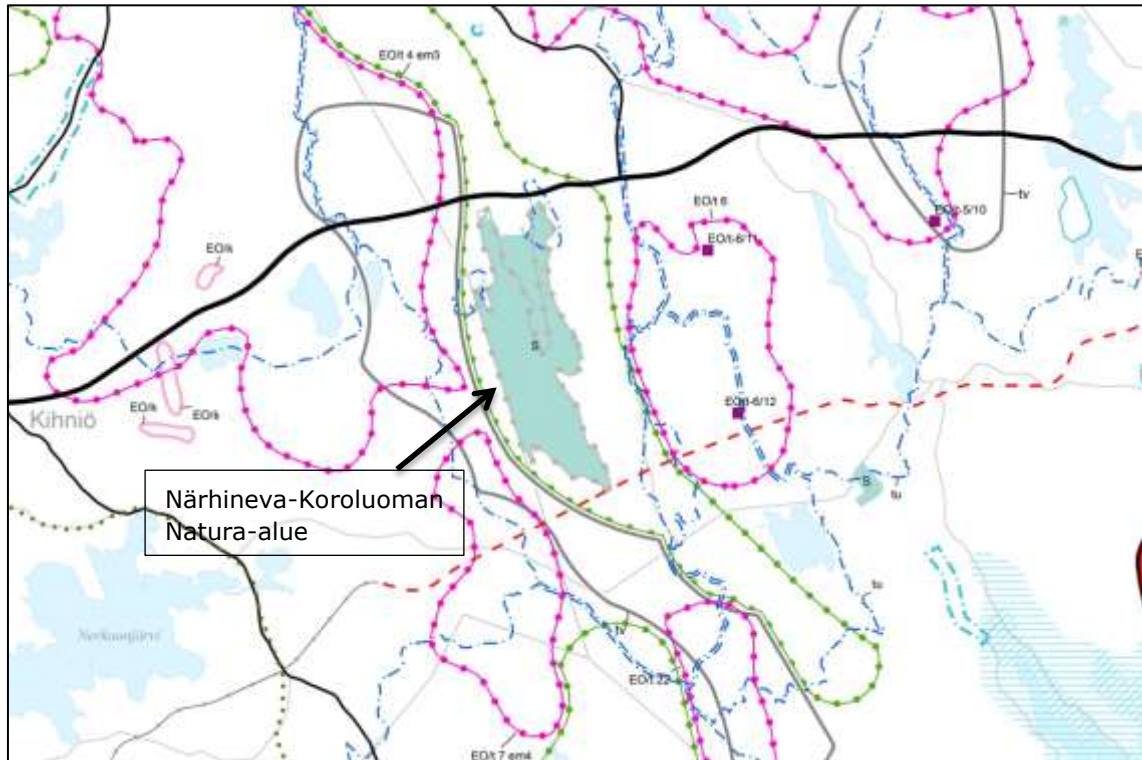 EO/t 4 em3
EO/t 6
EO/t-5/10
tv
EO/t-6/11
EO/k
S
EO/t-6/12
EO/k
EO/k
Kihniö
Närhineva-Koroluoman
Natura-alue
S
tu
tu
Nerkoonjärvi
tv
EO/t 22
EO/t 7 em4